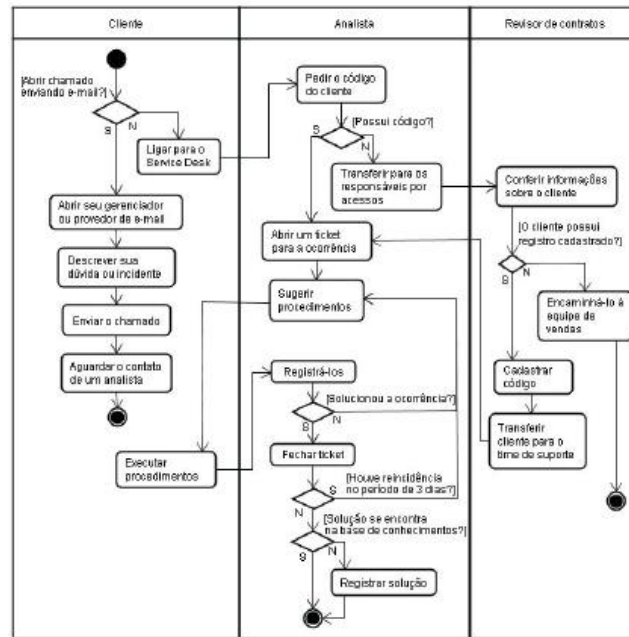 Cliente
Analista
Revisor de contratos
[Abrir chamado
enviando e-mail?]
S
N
Ligar para o
Service Desk
Abrir seu gerenciador
ou provedor de e-mail
Descrever sua
dúvida ou incidente
Enviar o chamado
Aguardar o contato
de um analista
Executar
procedimentos
Pedir o código
do cliente
[Possui código?]
S
N
Transferir para os
responsáveis por
acessos
Abrir um ticket
para a ocorrência
Sugerir
procedimentos
Registrá-los
[Solucionou a ocorrência?]
S
N
Fechar ticket
[Houve reincidência
no período de 3 dias?]
S
N
[Solução se encontra
na base de conhecimentos?]
S
N
Registrar solução
Conferir informações
sobre o cliente
[O cliente possui
registro cadastrado?]
S
N
Encaminhá-lo à
equipe de
vendas
Cadastrar
código
Transferir
cliente para o
time de suporte